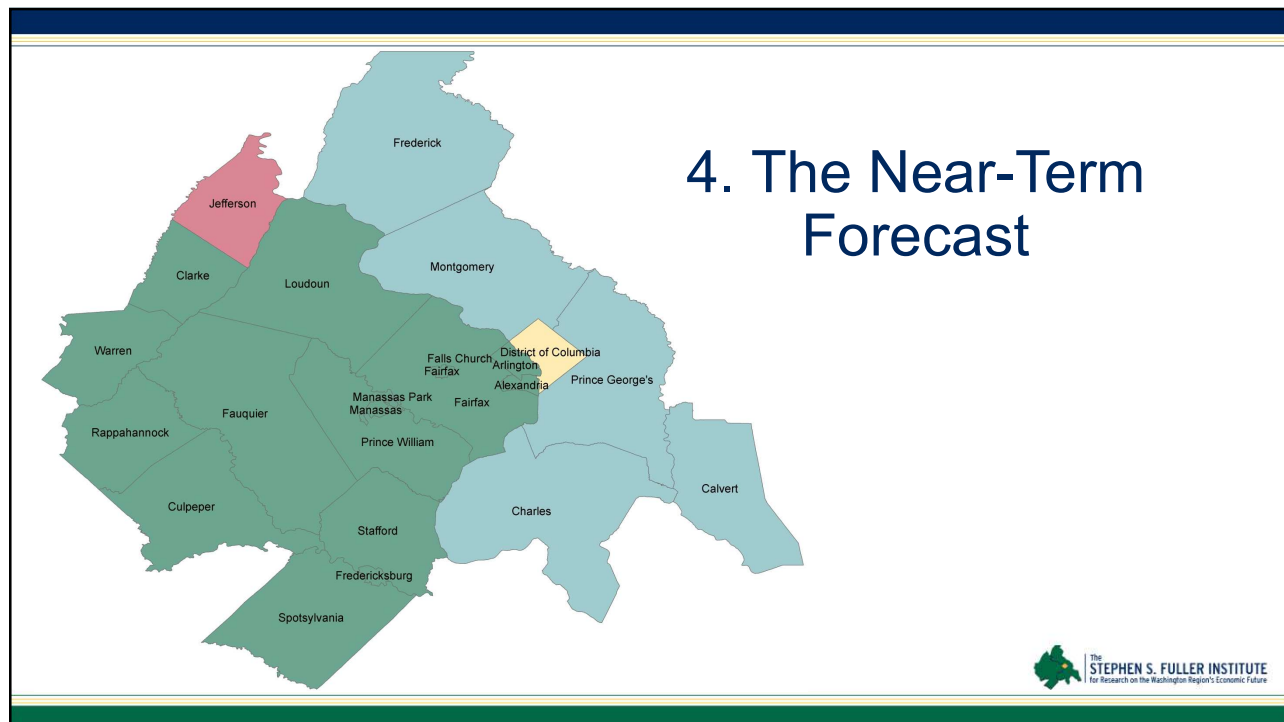 4. The Near-Term
Forecast
Frederick
Jefferson
Montgomery
Clarke
Loudoun
Warren
District of Columbia
Falls Church
Arlington
Fairfax
Prince George's
Alexandria
Manassas Park
Fairfax
Manassas
Fauquier
Rappahannock
Prince William
Calvert
Culpeper
Charles
Stafford
Fredericksburg
Spotsylvania
The
STEPHEN S. FULLER INSTITUTE
for Research on the Washington Region's Economic Future